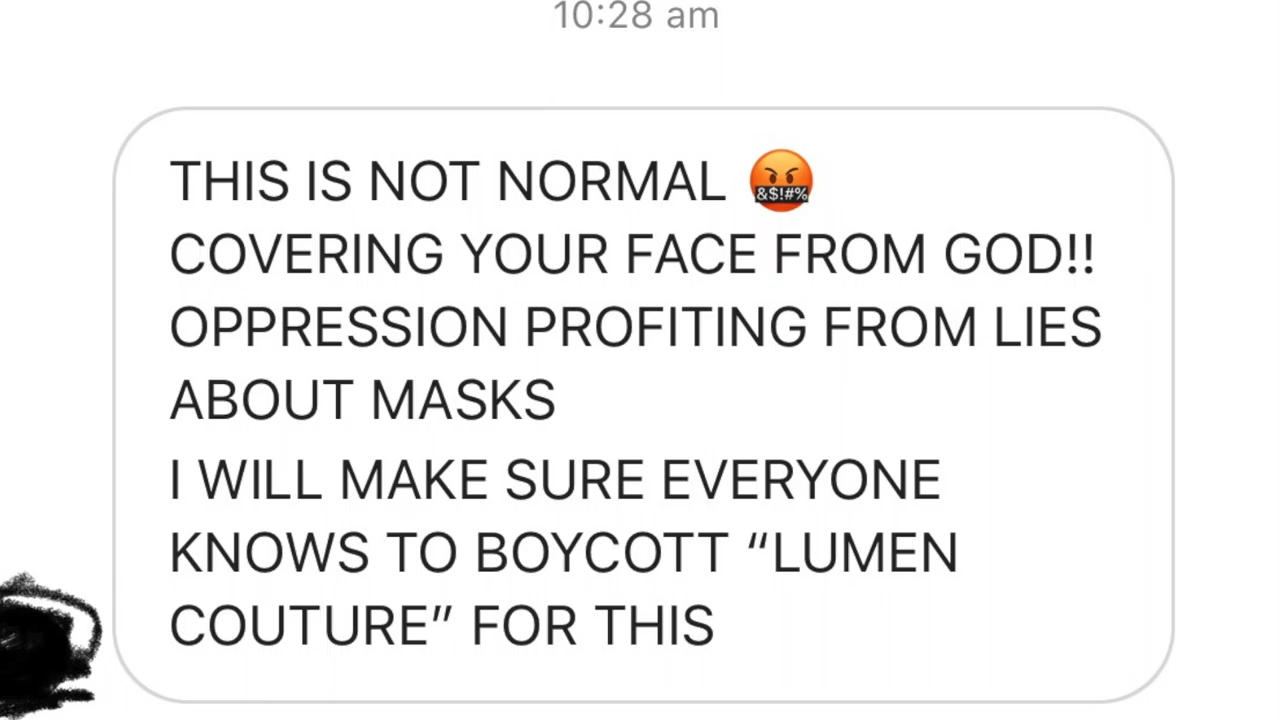 10:28 am
THIS IS NOT NORMAL 🤬
COVERING YOUR FACE FROM GOD!!
OPPRESSION PROFITING FROM LIES
ABOUT MASKS
I WILL MAKE SURE EVERYONE
KNOWS TO BOYCOTT “LUMEN
COUTURE” FOR THIS